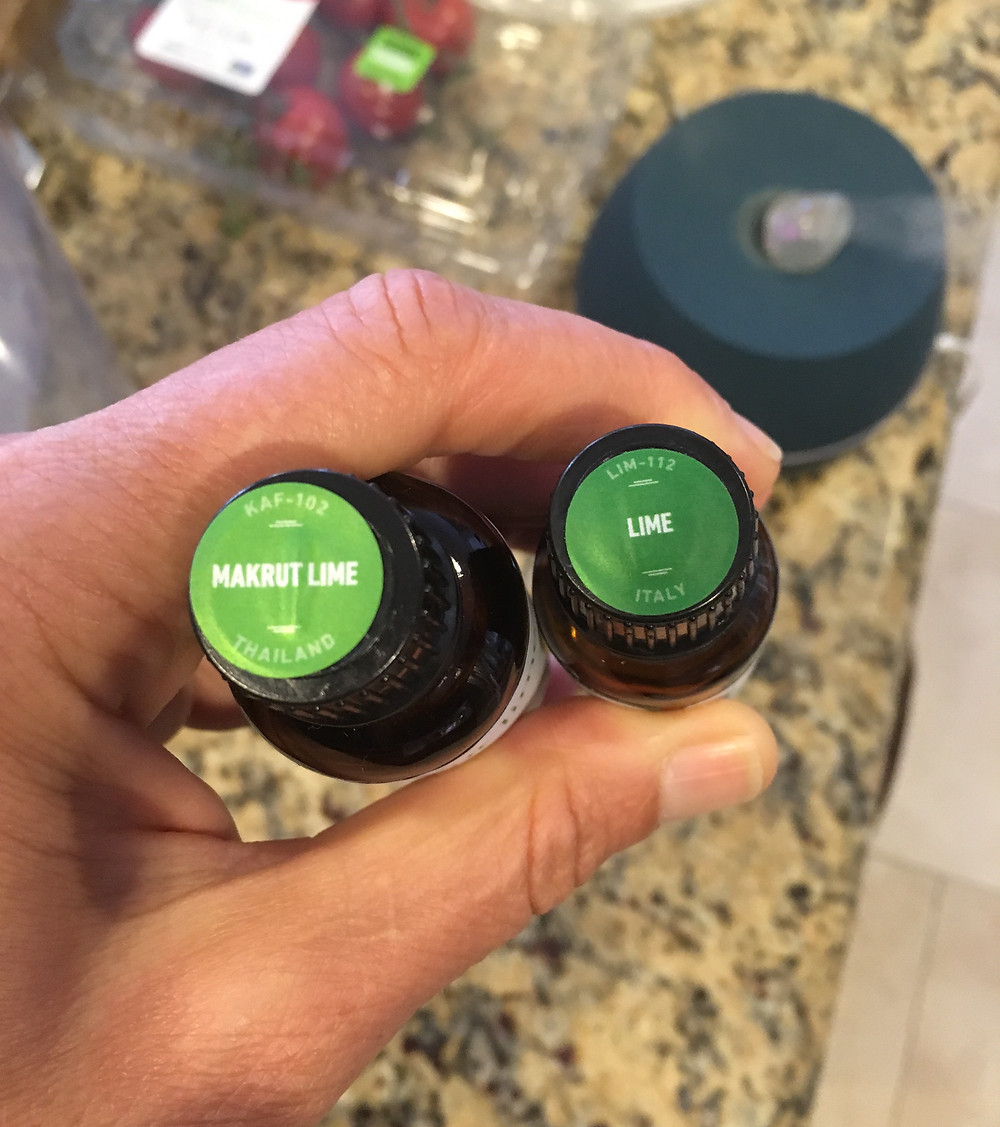 KAF-102
MAKRUT LIME
THAILAND
LIM-112
LIME
ITALY